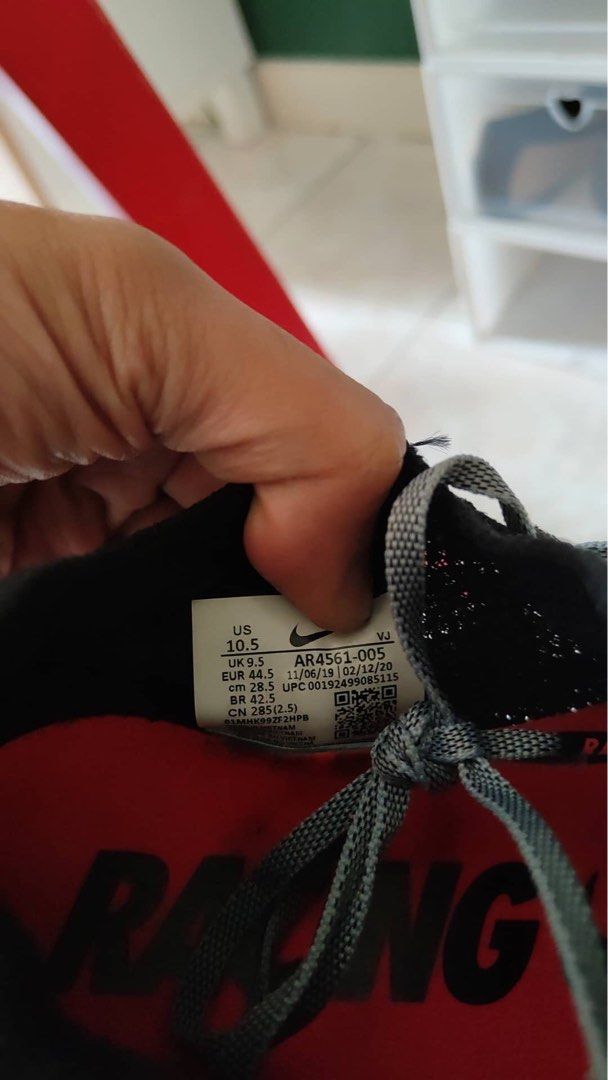 US
10.5
VJ
UK 9.5
AR4561-005
EUR 44.5
11/06/19 | 02/12/20
cm 28.5
UPC 00192499085115
BR 42.5
CN 285(2.5)
VIETNAM
RACING